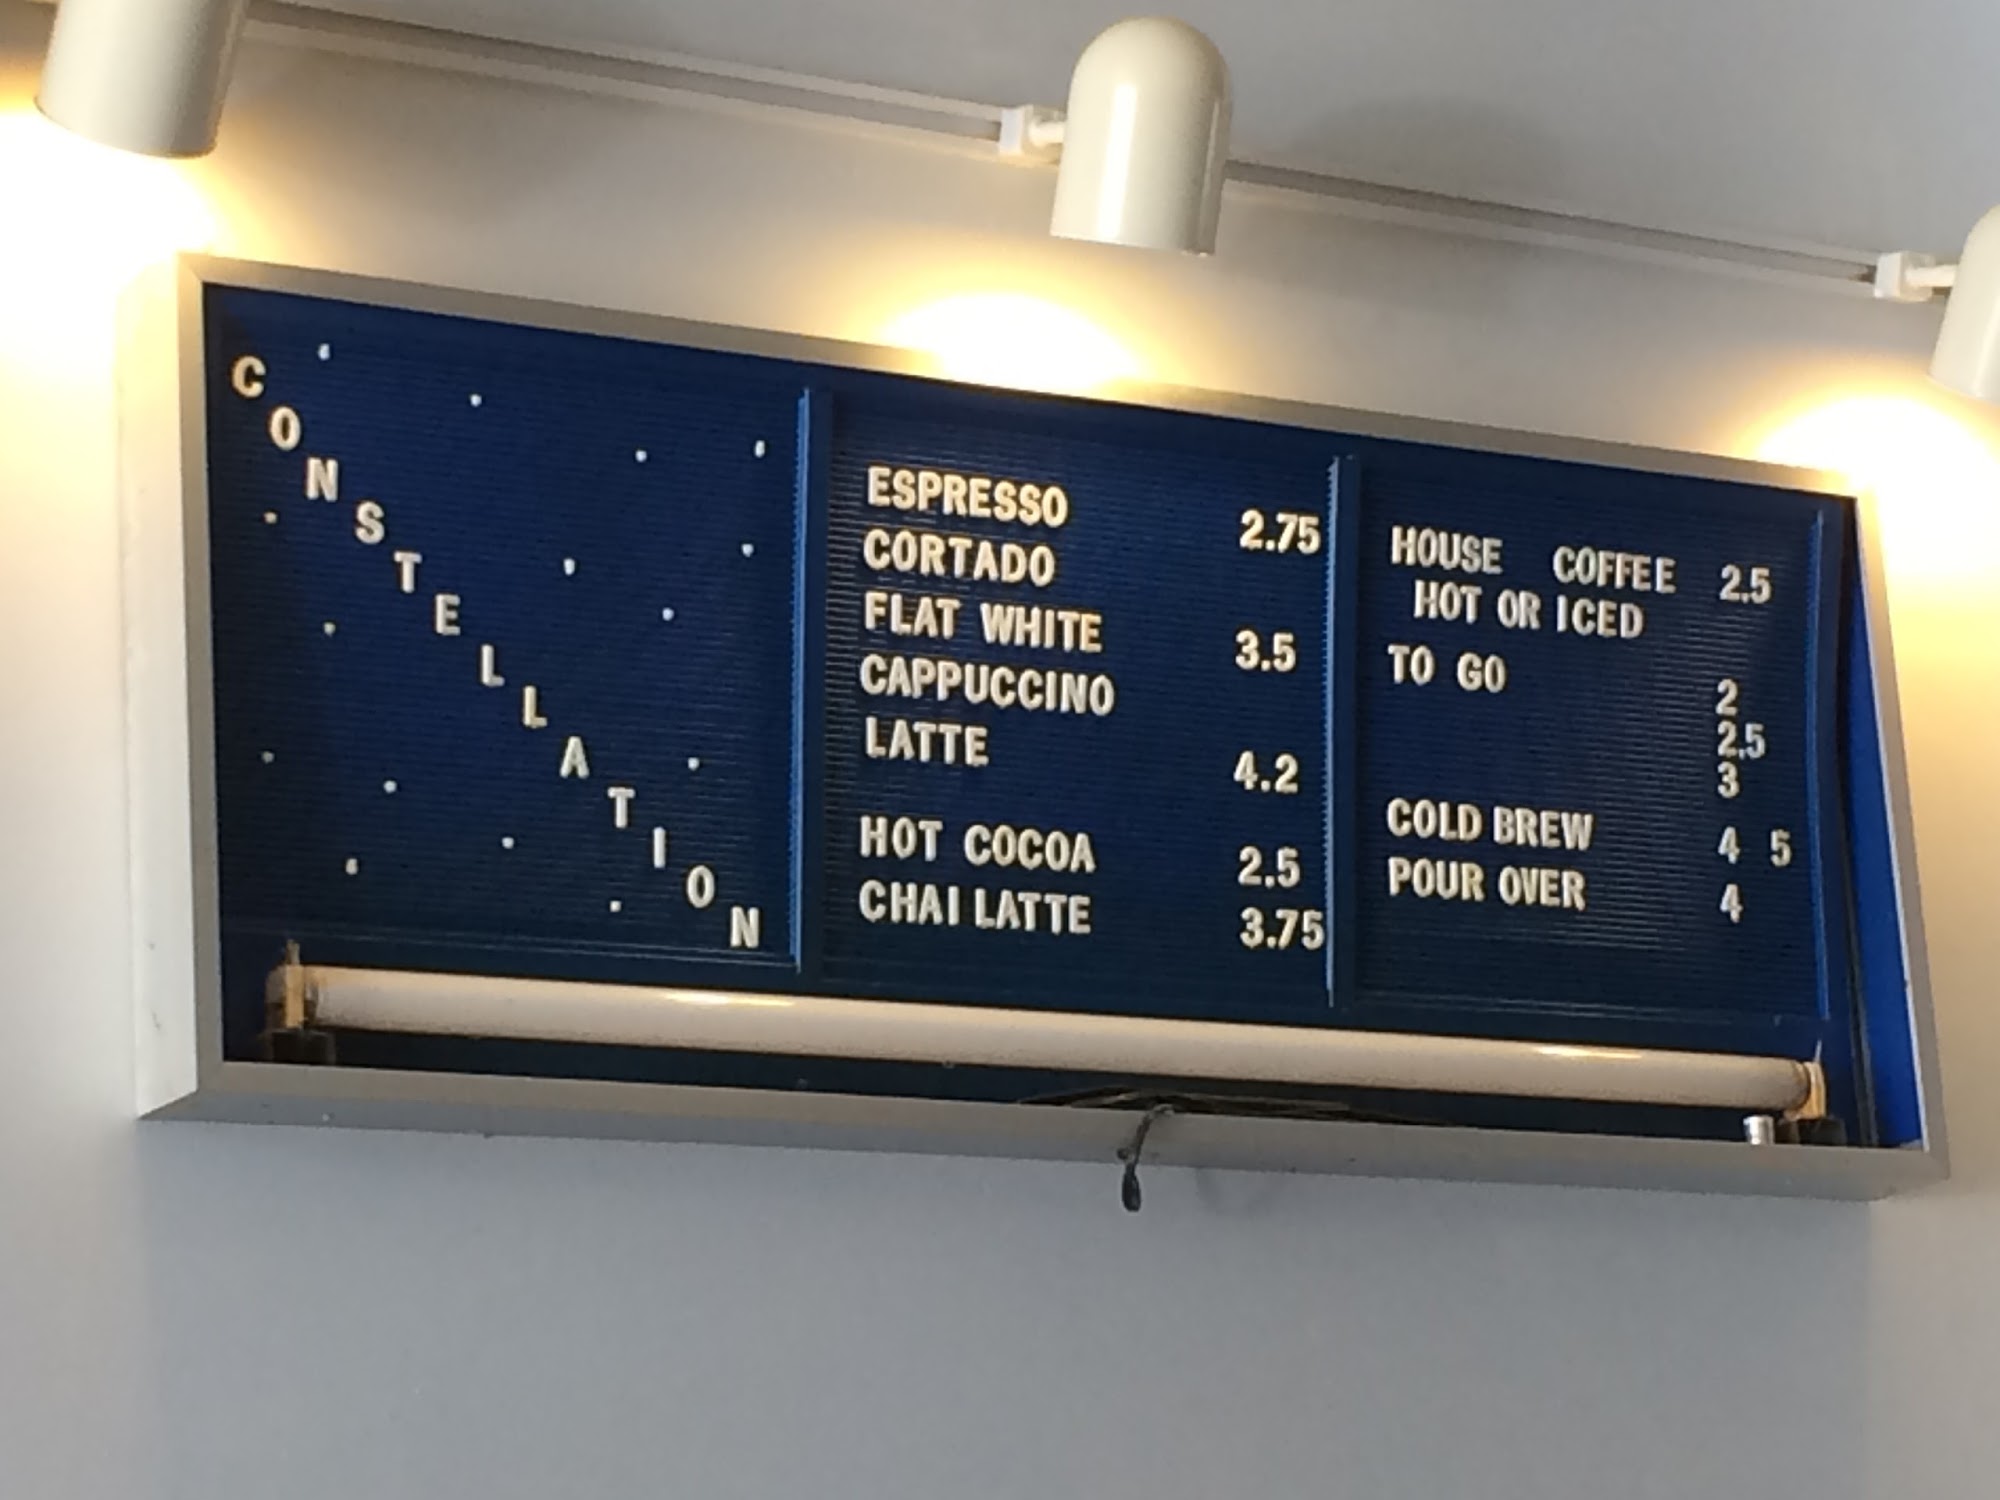 CONSTELLATION
ESPRESSO 2.75
CORTADO
FLAT WHITE 3.5
CAPPUCCINO
LATTE 4.2
HOT COCOA 2.5
CHAI LATTE 3.75
HOUSE COFFEE 2.5
HOT OR ICED
TO GO 2
2.5
3
COLD BREW 4 5
POUR OVER 4